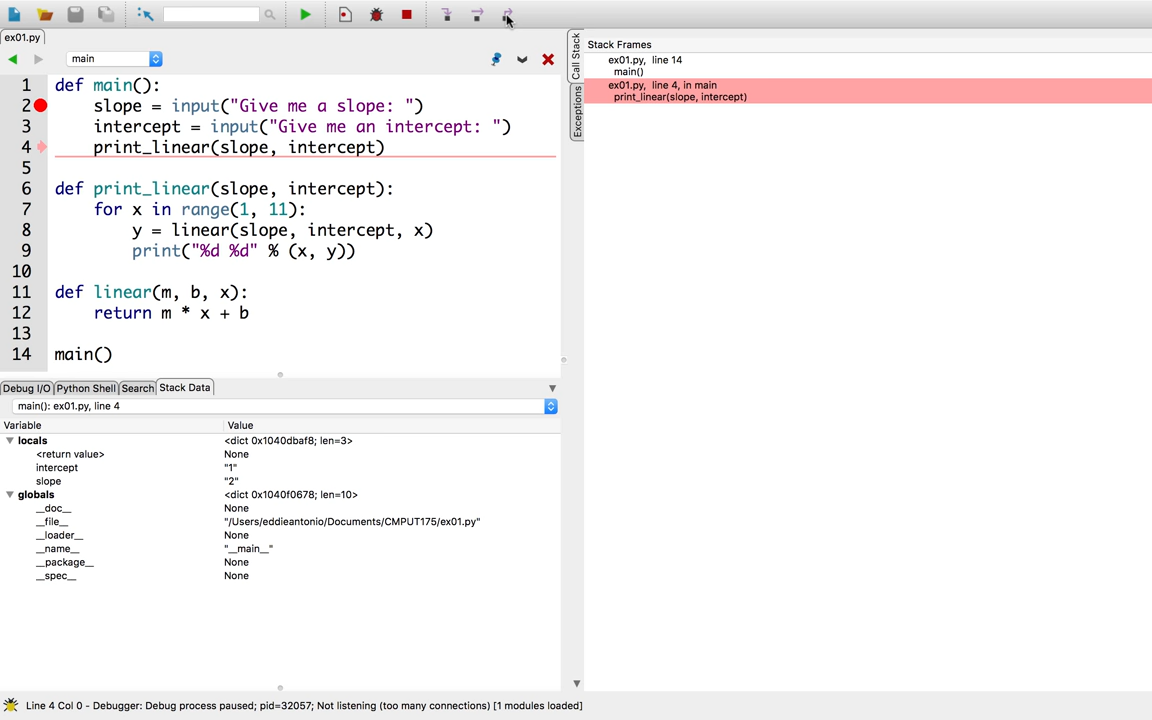 ex01.py
main
1 def main():
2 slope = input("Give me a slope: ")
3 intercept = input("Give me an intercept: ")
4 print_linear(slope, intercept)
5
6 def print_linear(slope, intercept):
7 for x in range(1, 11):
8 y = linear(slope, intercept, x)
9 print("%d %d" % (x, y))
10
11 def linear(m, b, x):
12 return m * x + b
13
14 main()
Call Stack
Exceptions
Stack Frames
ex01.py, line 14
main()
ex01.py, line 4, in main
print_linear(slope, intercept)
Debug I/O Python Shell Search Stack Data
main(): ex01.py, line 4
Variable Value
locals <dict 0x1040dbaf8; len=3>
<return value> None
intercept "1"
slope "2"
globals <dict 0x1040f0678; len=10>
__doc__ None
__file__ "/Users/eddieantonio/Documents/CMPUT175/ex01.py"
__loader__ None
__name__ "__main__"
__package__ None
__spec__ None
Line 4 Col 0 - Debugger: Debug process paused; pid=32057; Not listening (too many connections) [1 modules loaded]